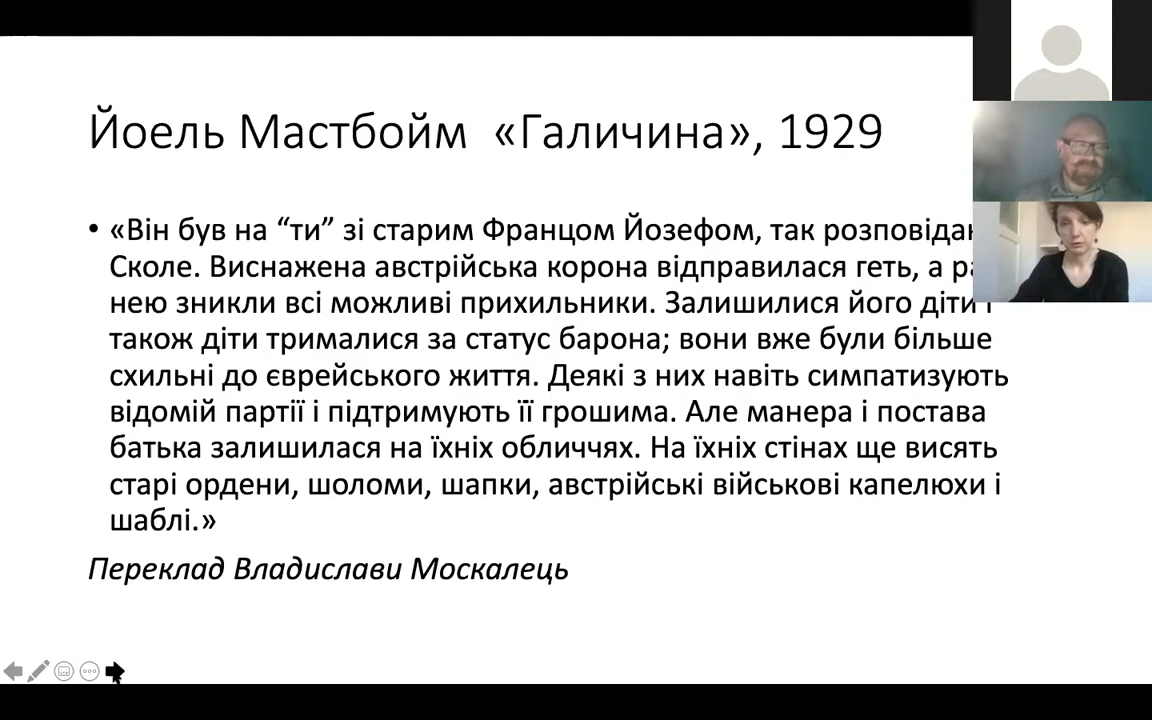 Йоель Мастбойм «Галичина», 1929
• «Він був на “ти” зі старим Францом Йозефом, так
Сколе. Виснажена австрійська корона відправилася геть, а
нею зникли всі можливі прихильники. Залишилися його діти і
також діти трималися за статус барона; вони вже були більше
схильні до єврейського життя. Деякі з них навіть симпатизують
відомій партії і підтримують її грошима. Але манера і постава
батька залишилася на їхніх обличчях. На їхніх стінах ще висять
старі ордени, шоломи, шапки, австрійські військові капелюхи і
шаблі.»
Переклад Владислави Москалець